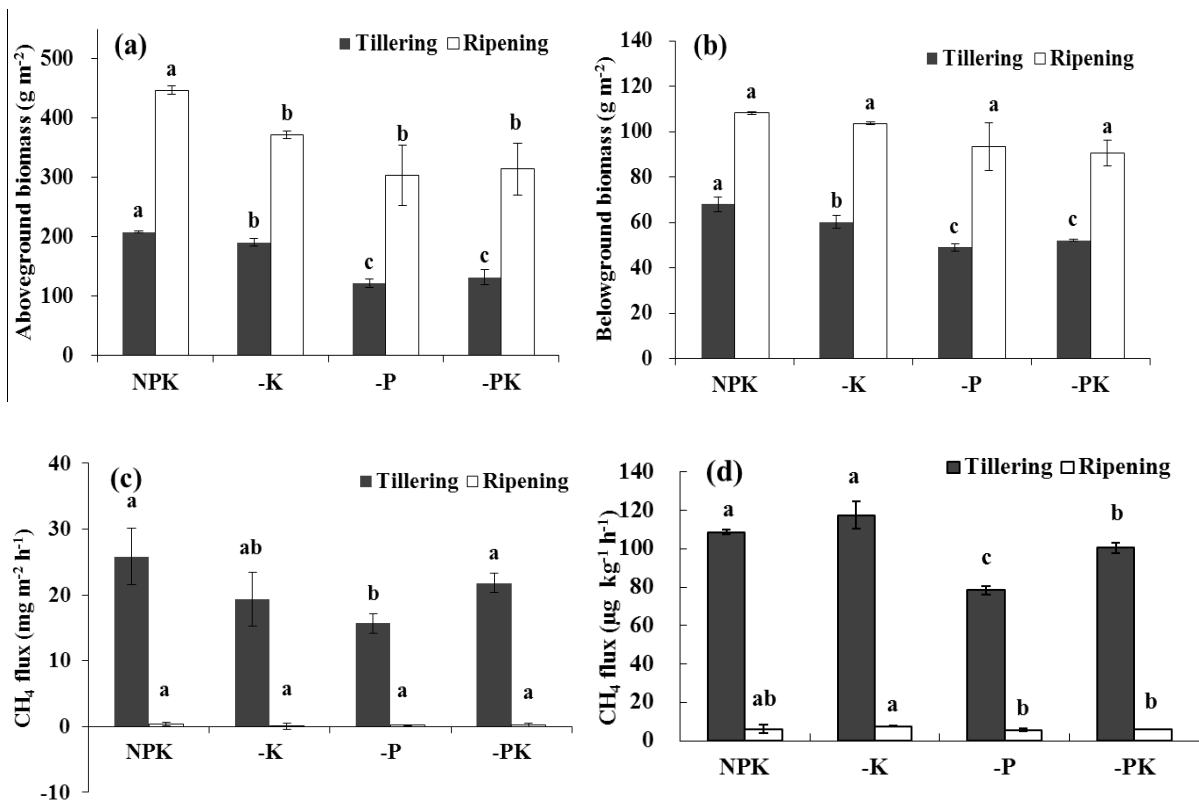 (a)
Tillering Ripening
Aboveground biomass (g m⁻²)
500
400
300
200
100
0
a
a
b
b
c
b
c
b
NPK -K -P -PK
(b)
Tillering Ripening
Belowground biomass (g m⁻²)
140
120
100
80
60
40
20
0
a
a
b
a
c
a
c
a
NPK -K -P -PK
(c)
Tillering Ripening
CH₄ flux (mg m⁻² h⁻¹)
40
30
20
10
0
-10
a
a
ab
a
b
a
a
a
NPK -K -P -PK
(d)
Tillering Ripening
CH₄ flux (µg kg⁻¹ h⁻¹)
140
120
100
80
60
40
20
0
a
ab
a
a
c
b
b
b
NPK -K -P -PK